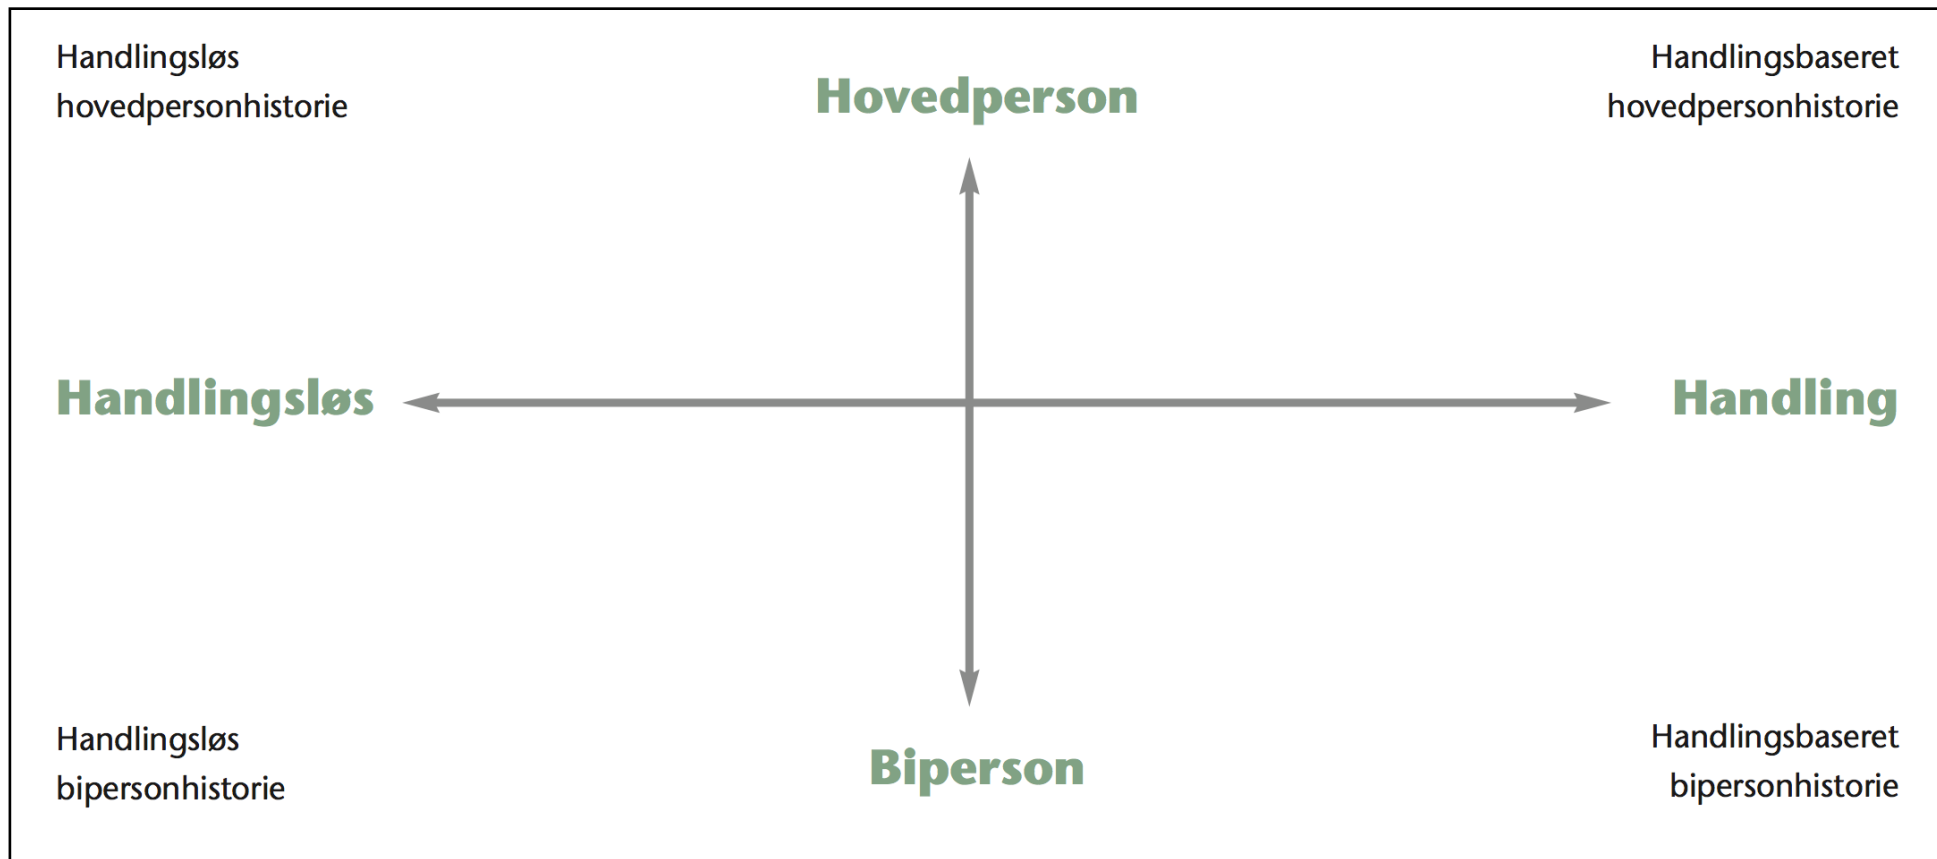 Handlingsløs
hovedpersonhistorie
Hovedperson
Handlingsbaseret
hovedpersonhistorie
Handlingsløs
Handling
Handlingsløs
bipersonhistorie
Biperson
Handlingsbaseret
bipersonhistorie